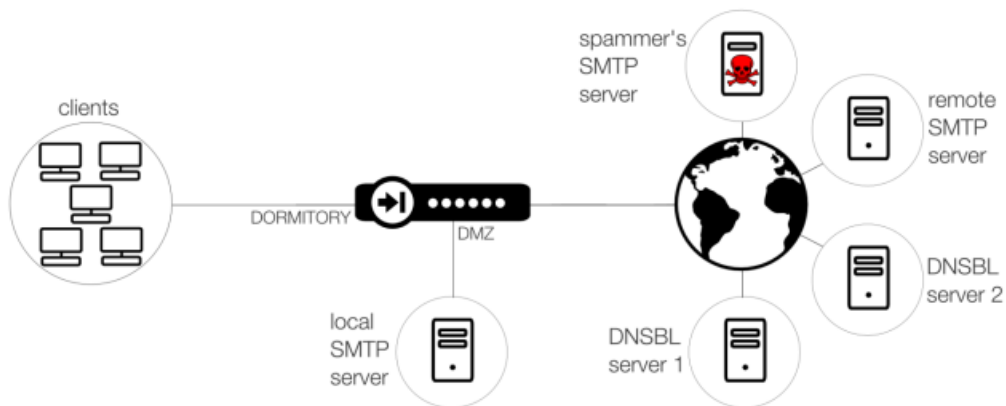 clients
DORMITORY
DMZ
local
SMTP
server
spammer's
SMTP
server
remote
SMTP
server
DNSBL
server 2
DNSBL
server 1